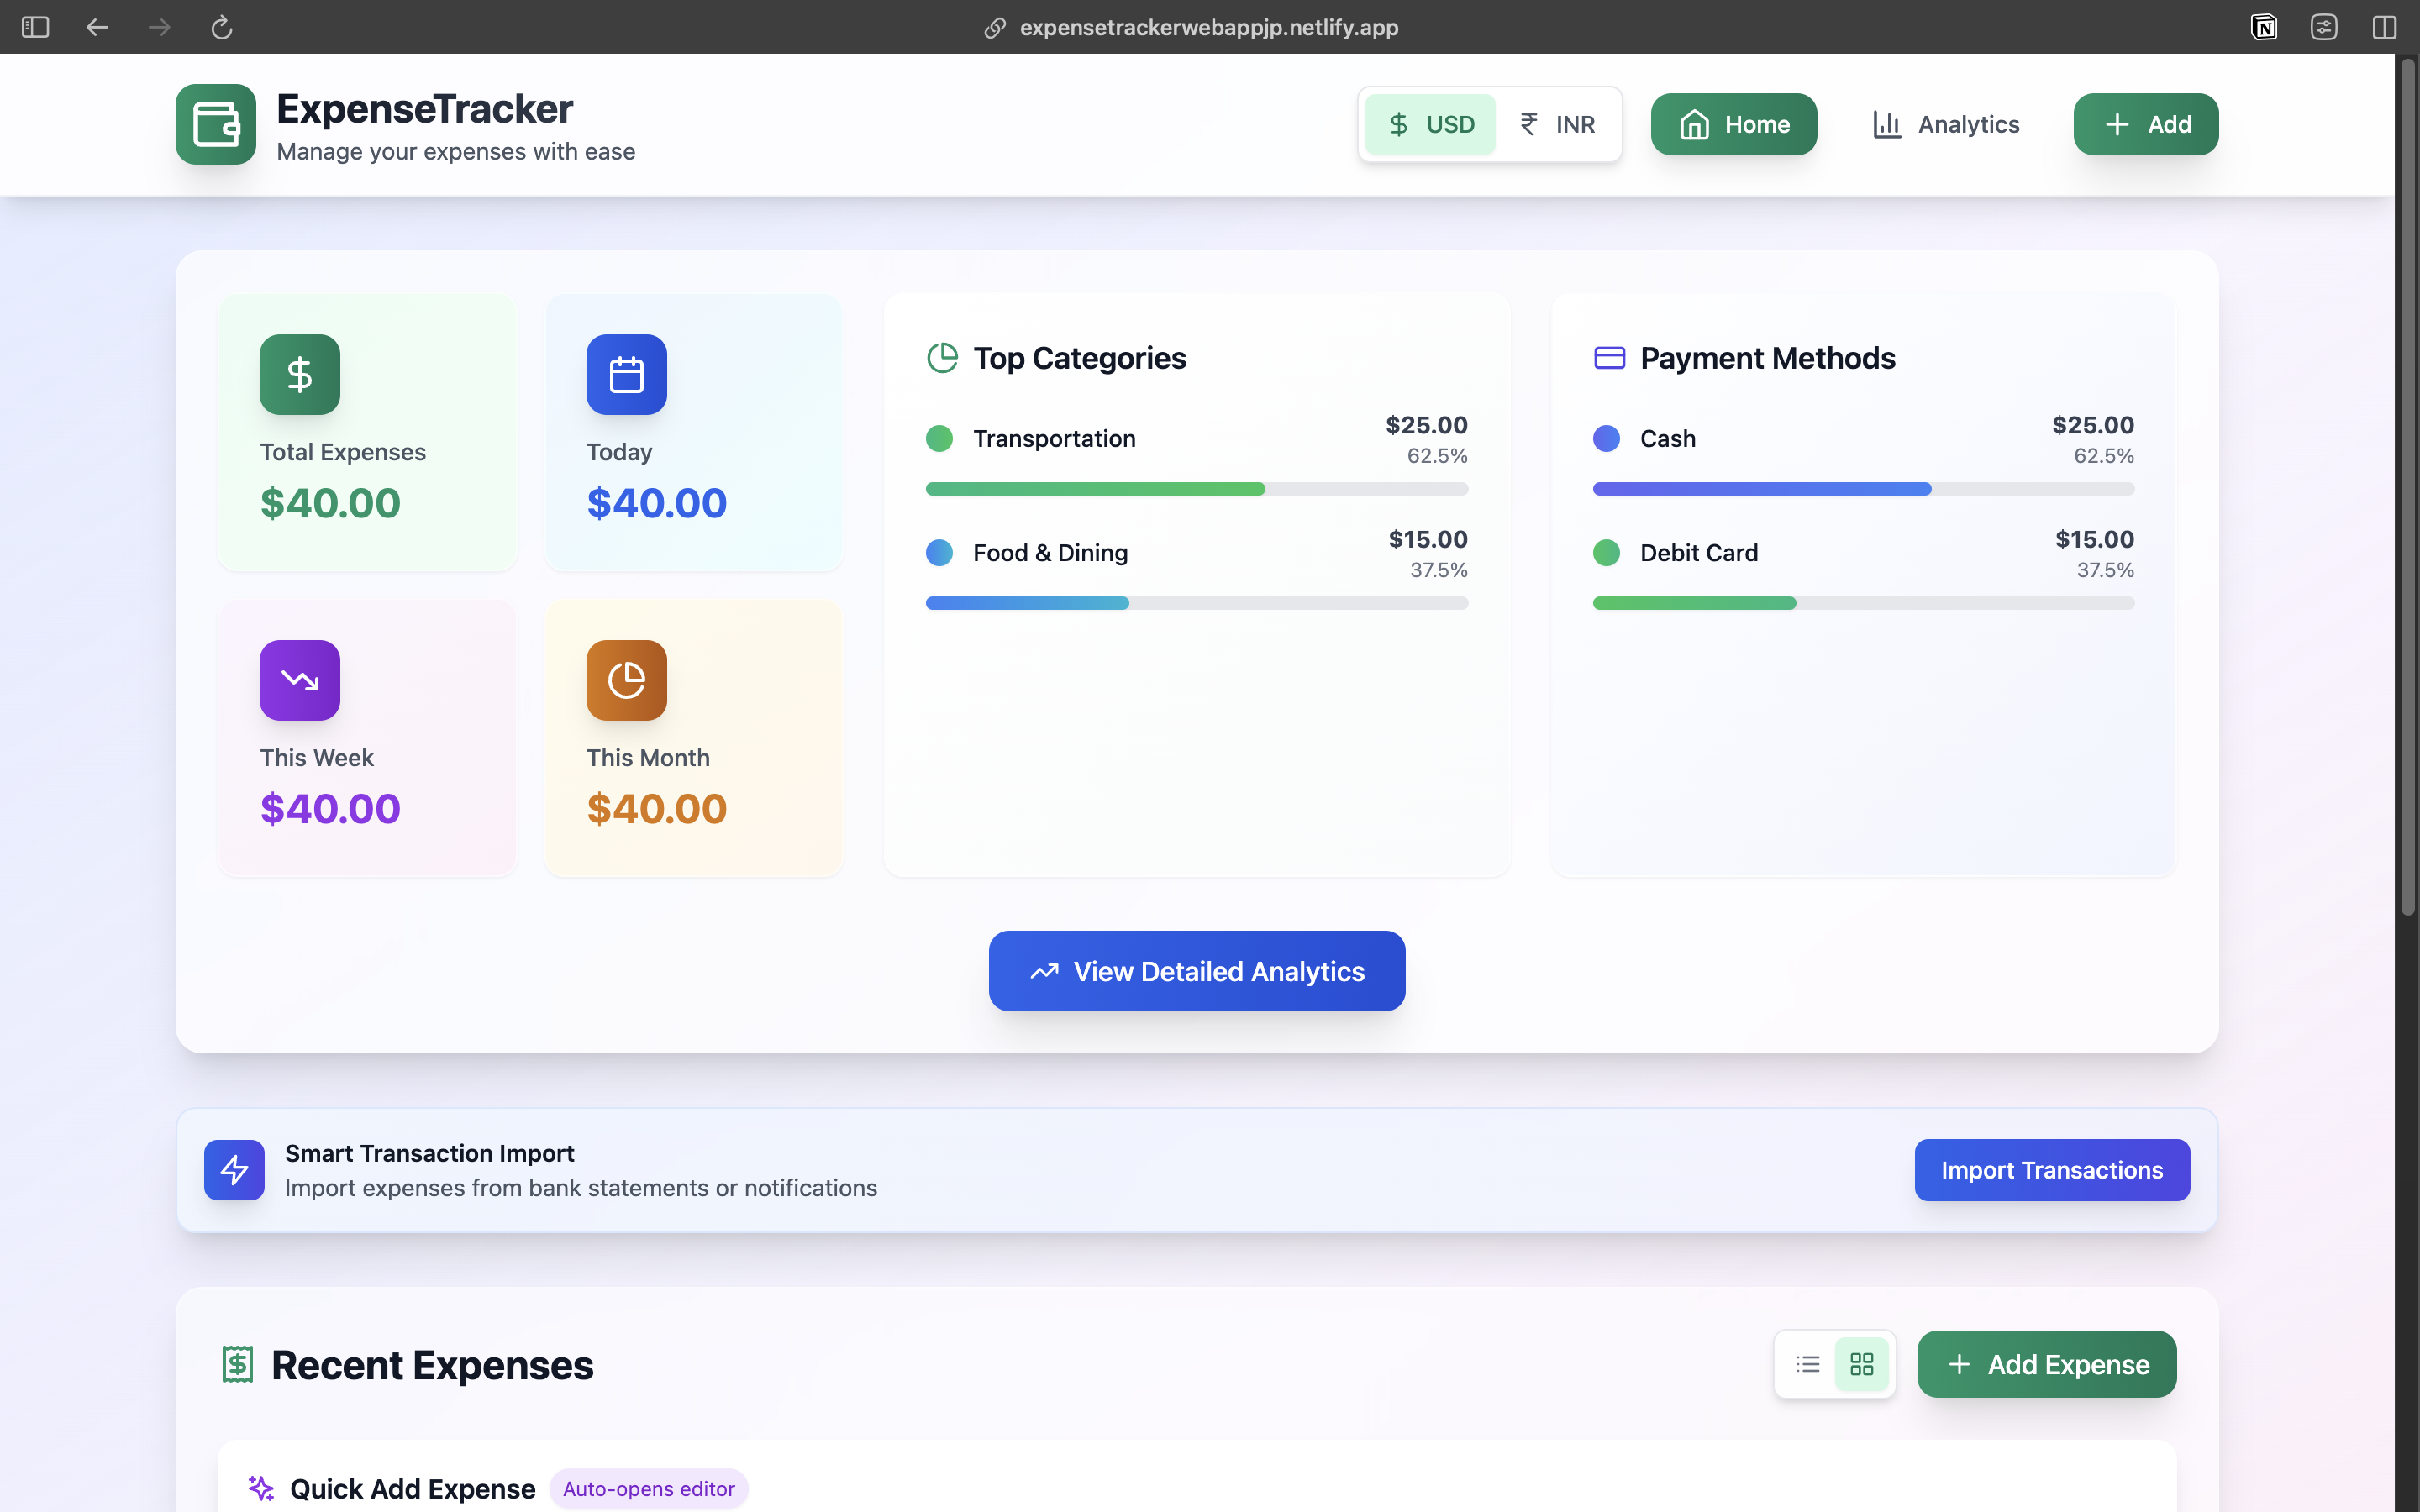 expensetrackerwebappjp.netlify.app
ExpenseTracker
Manage your expenses with ease
$ USD
₹ INR
Home
Analytics
+ Add
$
Total Expenses
$40.00
Today
$40.00
This Week
$40.00
This Month
$40.00
Top Categories
Transportation
$25.00
62.5%
Food & Dining
$15.00
37.5%
Payment Methods
Cash
$25.00
62.5%
Debit Card
$15.00
37.5%
View Detailed Analytics
Smart Transaction Import
Import expenses from bank statements or notifications
Import Transactions
Recent Expenses
+ Add Expense
Quick Add Expense
Auto-opens editor